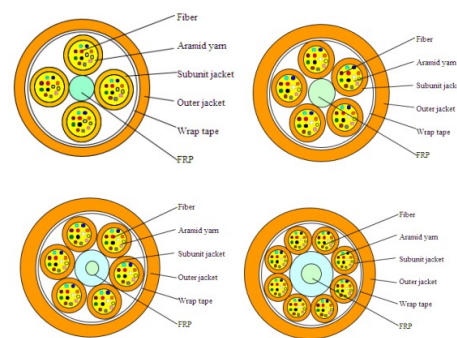 Fiber
Aramid yarn
Subunit jacket
Outer jacket
Wrap tape
FRP
Fiber
Aramid yarn
Subunit jacket
Outer jacket
Wrap tape
FRP
Fiber
Aramid yarn
Subunit jacket
Outer jacket
Wrap tape
FRP
Fiber
Aramid yarn
Subunit jacket
Outer jacket
Wrap tape
FRP